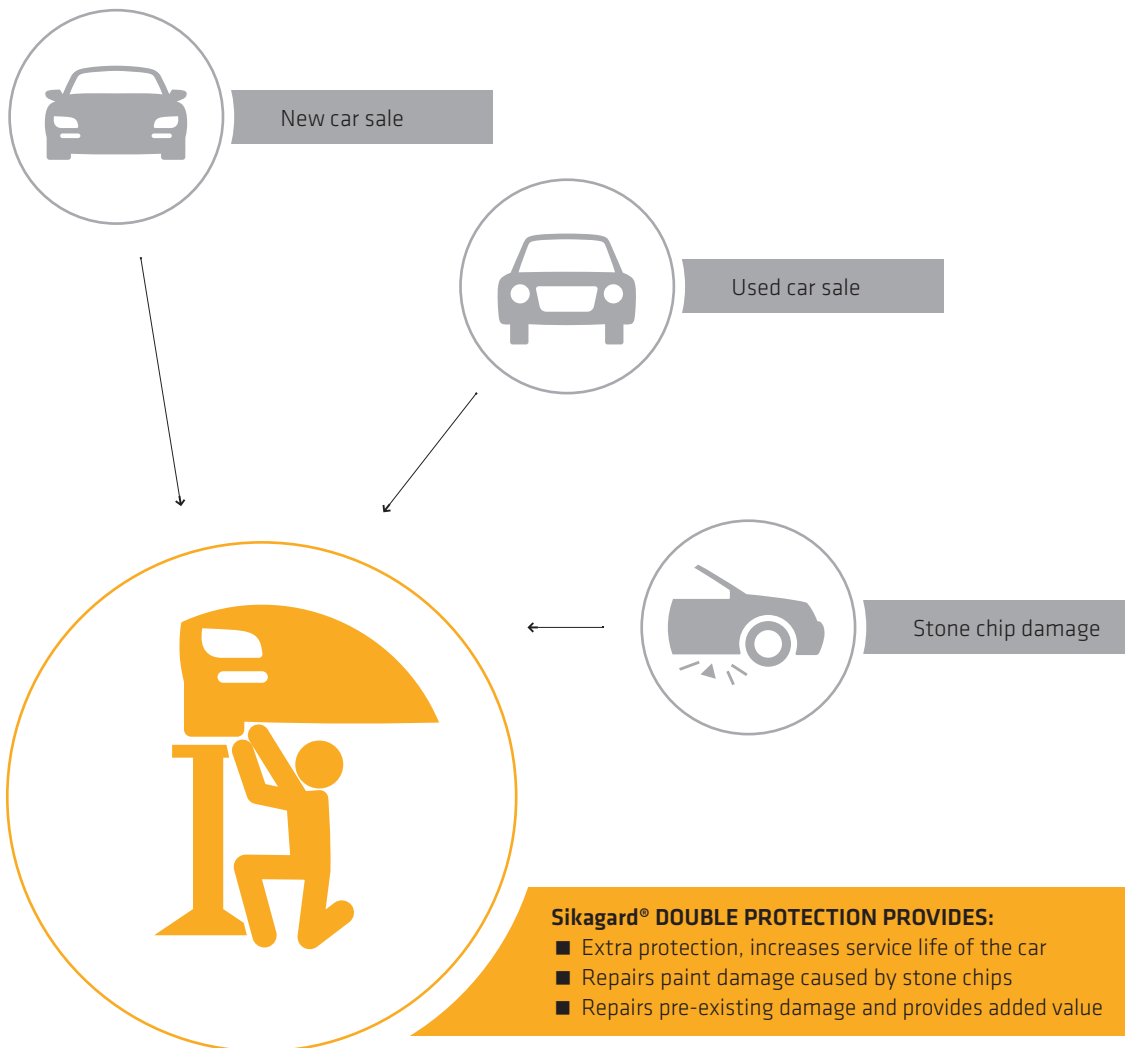 New car sale
Used car sale
Stone chip damage
Sikagard® DOUBLE PROTECTION PROVIDES:
■ Extra protection, increases service life of the car
■ Repairs paint damage caused by stone chips
■ Repairs pre-existing damage and provides added value